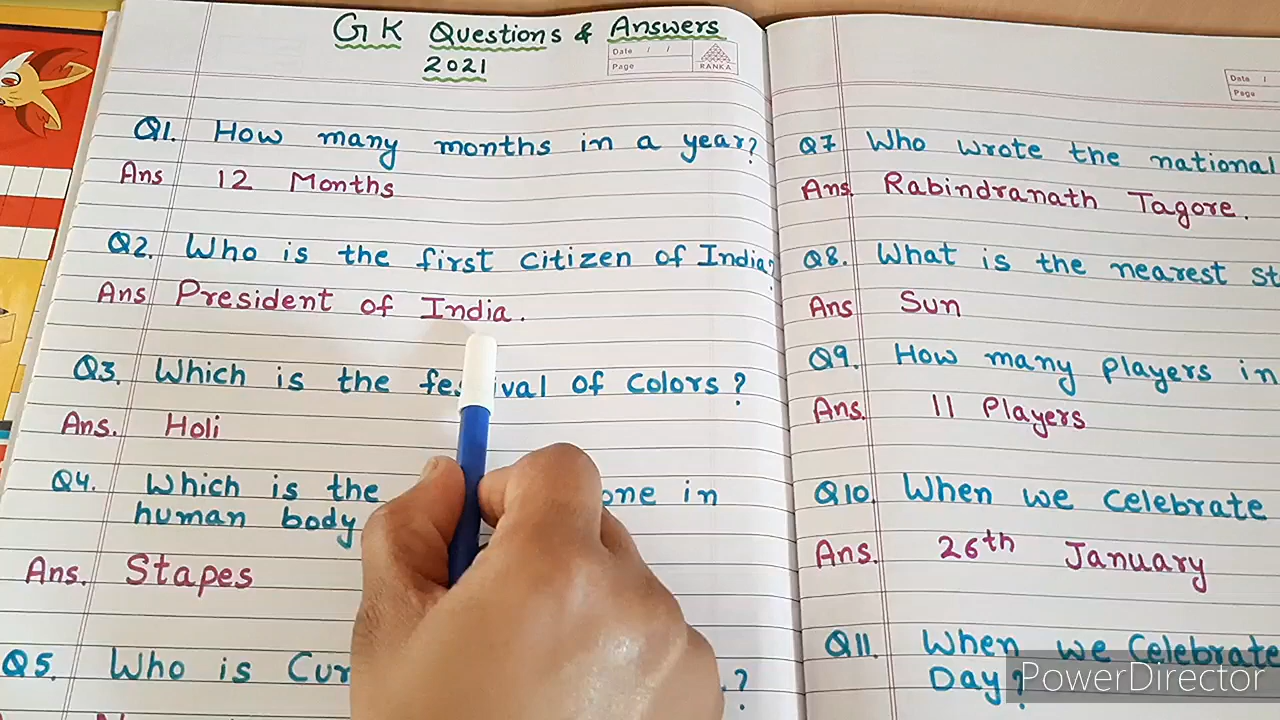 GK Questions & Answers
2021
Date / /
Page
RANKA
Q1. How many months in a year?
Ans 12 Months
Q2. Who is the first citizen of India?
Ans President of India.
Q3. Which is the fe ival of colors?
Ans. Holi
Q4. Which is the one in
human body
Ans. Stapes
Q5. Who is Cur ?
Date /
Page
Q7 Who wrote the national
Ans. Rabindranath Tagore.
Q8. What is the nearest st
Ans Sun
Q9. How many players in
Ans. 11 Players
Q10. When we celebrate
Ans. 26th January
Q11. When we Celebrate
Day?
PowerDirector